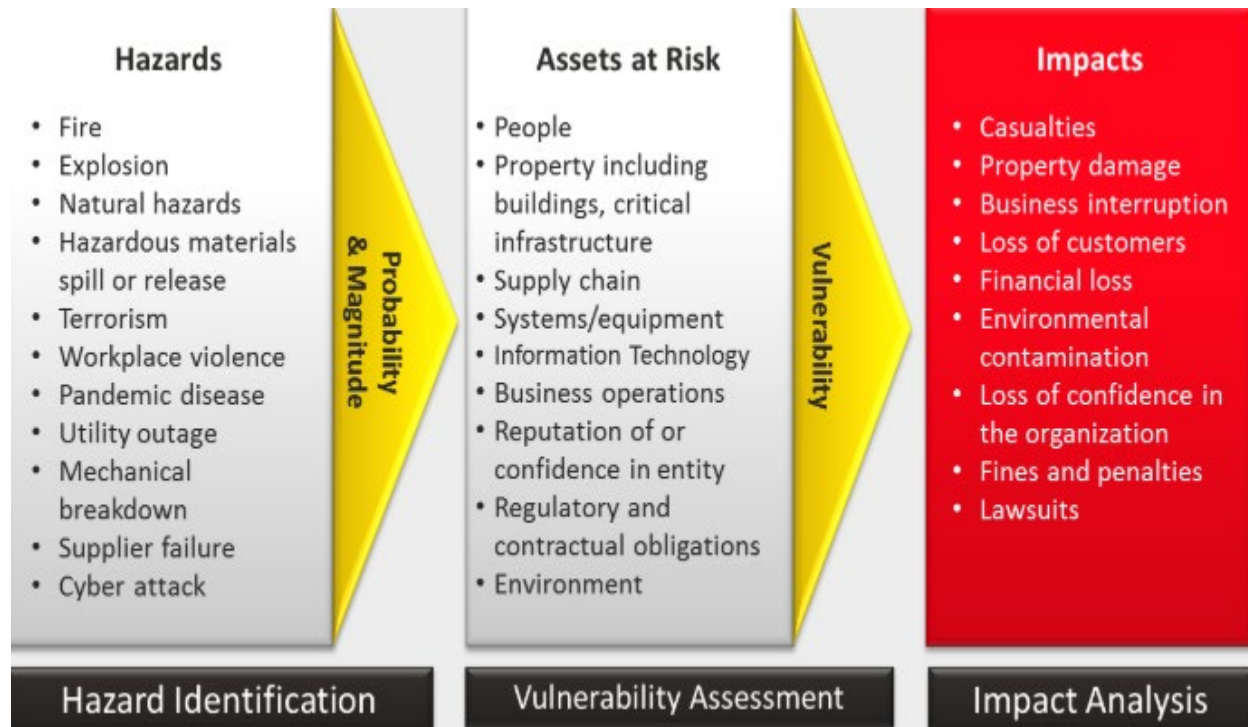 Hazards
• Fire
• Explosion
• Natural hazards
• Hazardous materials
spill or release
• Terrorism
• Workplace violence
• Pandemic disease
• Utility outage
• Mechanical
breakdown
• Supplier failure
• Cyber attack
Probability
& Magnitude
Hazard Identification
Assets at Risk
• People
• Property including
buildings, critical
infrastructure
• Supply chain
• Systems/equipment
• Information Technology
• Business operations
• Reputation of or
confidence in entity
• Regulatory and
contractual obligations
• Environment
Vulnerability
Vulnerability Assessment
Impacts
• Casualties
• Property damage
• Business interruption
• Loss of customers
• Financial loss
• Environmental
contamination
• Loss of confidence in
the organization
• Fines and penalties
• Lawsuits
Impact Analysis